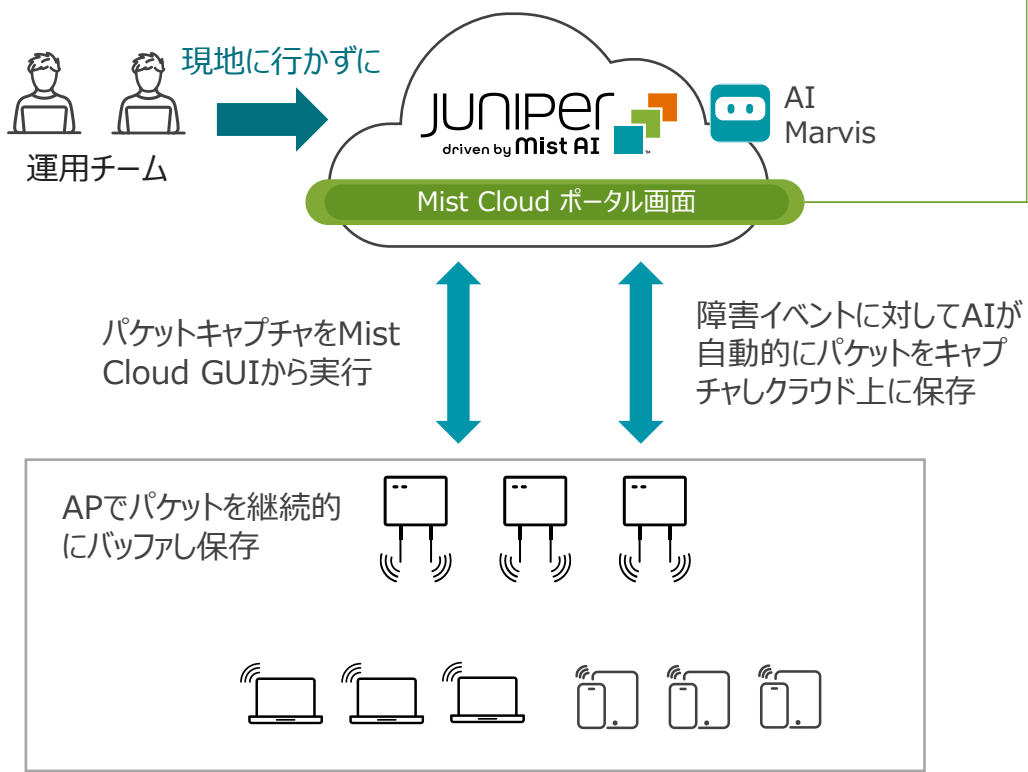 現地に行かずに
運用チーム
JUNIPer
driven by Mist AI
AI
Marvis
Mist Cloud ポータル画面
パケットキャプチャをMist
Cloud GUIから実行
障害イベントに対してAIが
自動的にパケットをキャプ
チャしクラウド上に保存
APでパケットを継続的
にバッファし保存